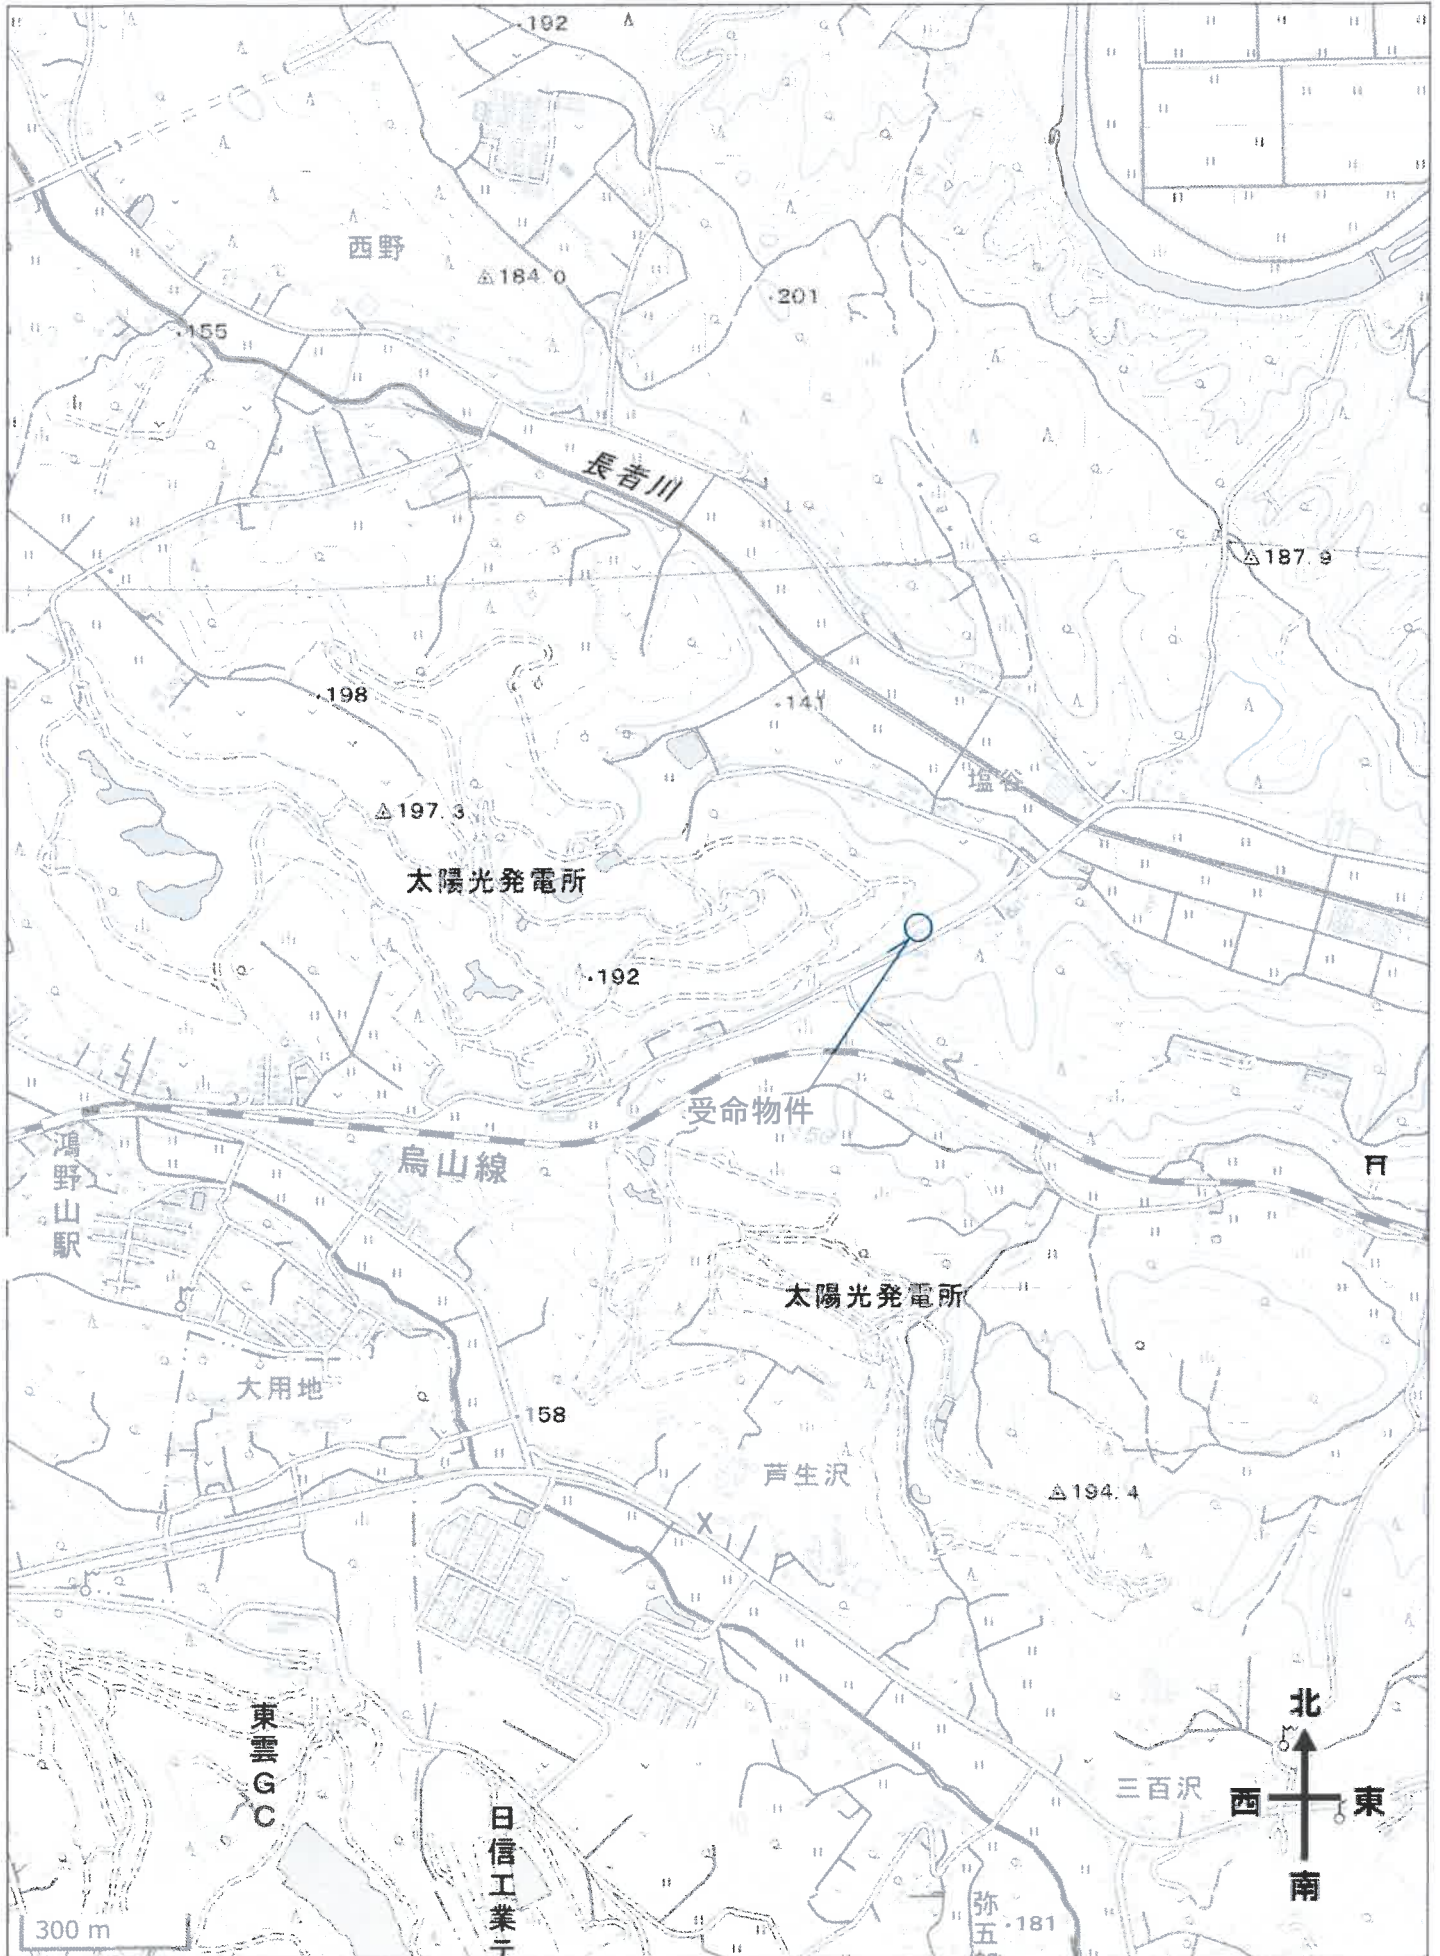 192
西野
184.0
201
155
長者川
187.9
198
141
塩谷
197.3
太陽光発電所
192
受命物件
烏山線
鴻野山駅
太陽光発電所
大用地
158
芦生沢
194.4
東雲GC
日信工業テ
三百沢
北
西
東
南
弥五
181
300 m